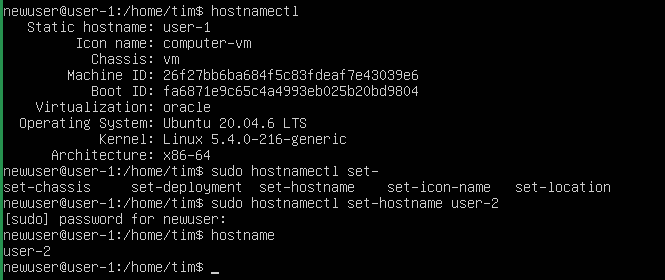 newuser@user-1:/home/tim$ hostnamectl
   Static hostname: user-1
         Icon name: computer-vm
           Chassis: vm
        Machine ID: 26f27bb6ba684f5c83fdeaf7e43039e6
           Boot ID: fa6871e9c65c4a4993eb025b20bd9804
    Virtualization: oracle
  Operating System: Ubuntu 20.04.6 LTS
            Kernel: Linux 5.4.0-216-generic
      Architecture: x86-64
newuser@user-1:/home/tim$ sudo hostnamectl set-
set-chassis     set-deployment  set-hostname    set-icon-name   set-location
newuser@user-1:/home/tim$ sudo hostnamectl set-hostname user-2
[sudo] password for newuser:
newuser@user-1:/home/tim$ hostname
user-2
newuser@user-1:/home/tim$ _